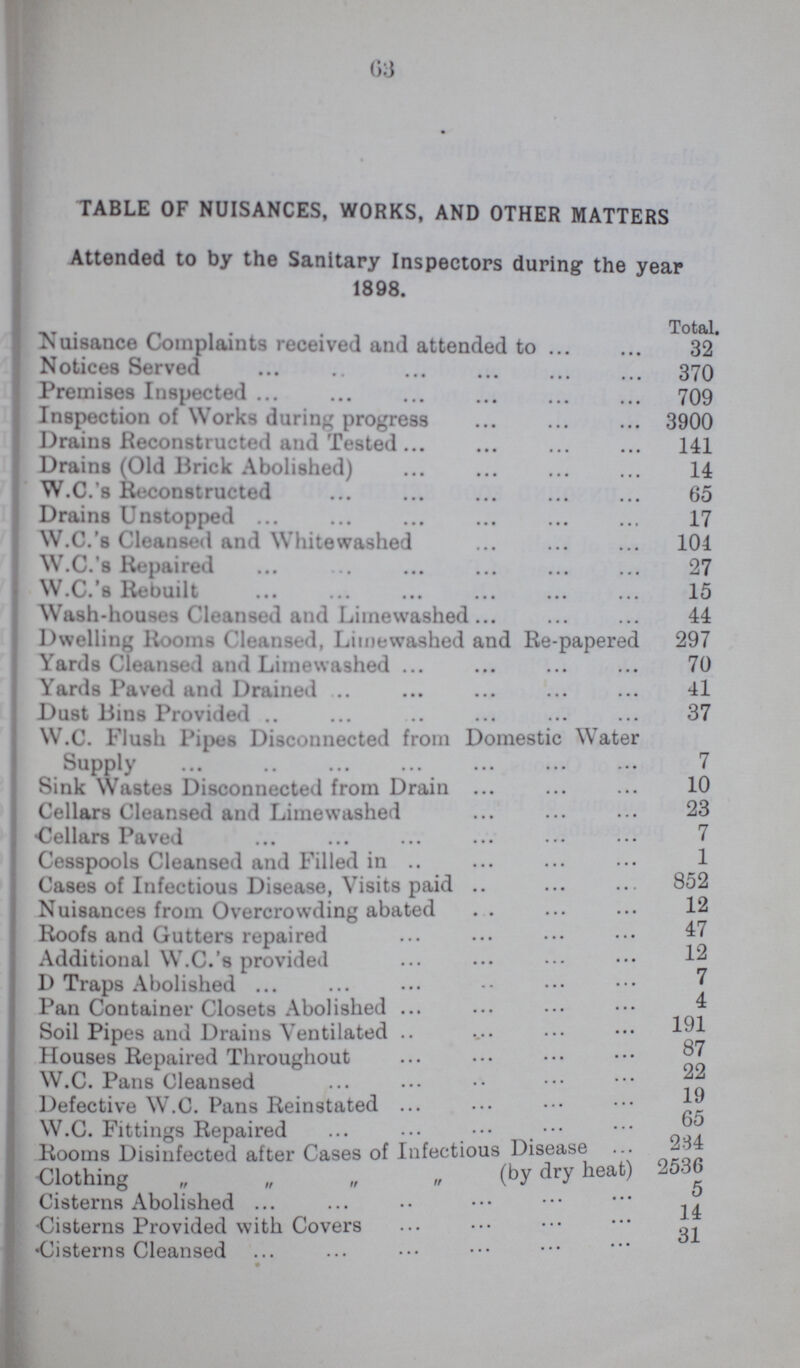 63
TABLE OF NUISANCES, WORKS, AND OTHER MATTERS
Attended to by the Sanitary Inspectors during the year
1898.
Total.
Nuisance Complaints received and attended to ... ... 32
Notices Served ... .. ... ... ... ... 370
Premises Inspected ... ... ... ... ... ... 709
Inspection of Works during progress ... ... ... 3900
Drains Reconstructed and Tested ... ... ... ... 141
Drains (Old Brick Abolished) ... ... ... ... 14
W.C.'s Reconstructed ... ... ... ... ... 65
Drains Unstopped ... ... ... ... ... ... 17
W.C.'s Cleansed and Whitewashed ... ... ... 104
W.C.'s Repaired ... ... ... ... ... ... 27
W.C.'s Rebuilt ... ... ... ... ... ... 15
Wash-houses Cleansed and Limewashed ... ... ... 44
Dwelling Rooms Cleansed, Limewashed and Re-papered 297
Yards Cleansed and Limewashed ... ... ... ... 70
Yards Paved and Drained .. ... ... ... ... 41
Dust Bins Provided .. ... .. ... ... ... 37
W.C. Flush Pipes Disconnected from Domestic Water
Supply ... .. ... ... ... ... ... 7
Sink Wastes Disconnected from Drain ... ... ... 10
Cellars Cleansed and Limewashed ... ... ... 23
Cellars Paved ... ... ... ... ... ... 7
Cesspools Cleansed and Filled in .. ... ... ... 1
Cases of Infectious Disease, Visits paid .. ... ... 852
Nuisances from Overcrowding abated .. ... ... 12
Roofs and Gutters repaired ... ... ... ... 47
Additional W.C.'s provided ... ... ... ... 12
D Traps Abolished ... ... ... .. ... ... 7
Pan Container Closets Abolished ... ... ... ... 4
Soil Pipes and Drains Ventilated .. ... ... ... 191
Houses Repaired Throughout ... ... ... ... 87
W.C. Pans Cleansed ... ... .. ... ... 22
Defective W.C. Pans Reinstated ... ... ... ... 19
W.C. Fittings Repaired ... ... ... ... ... 65
Rooms Disinfected after Cases of Infectious Disease ... 234
Clothing „ „ „ „ (by dry heat) 2536
Cisterns Abolished ... ... .. ... ... ... 5
Cisterns Provided with Covers ... ... ... ... 14
Cisterns Cleansed ... ... ... ... ... ... 31